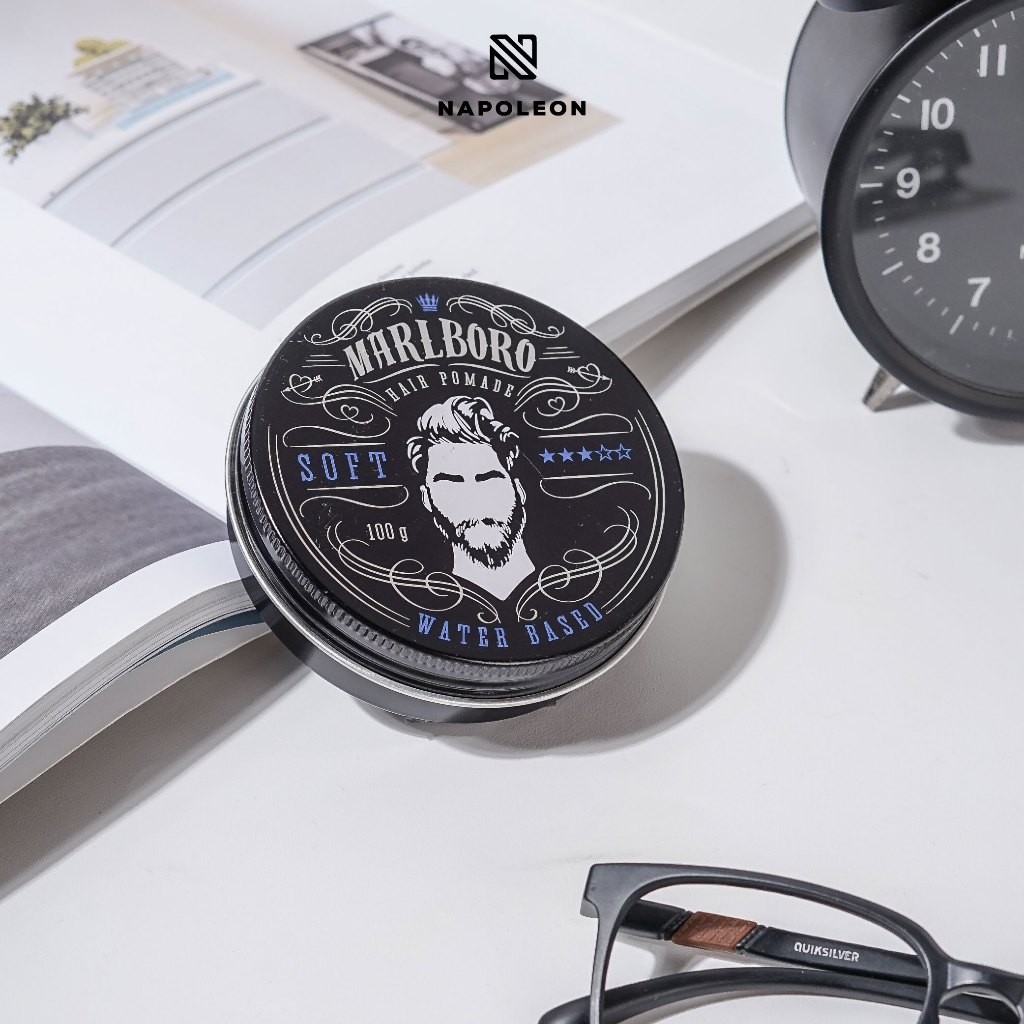 NAPOLEON
11
10
9
8
7
MARLBORO
HAIR POMADE
SOFT
100 g
WATER BASED
QUIKSILVER